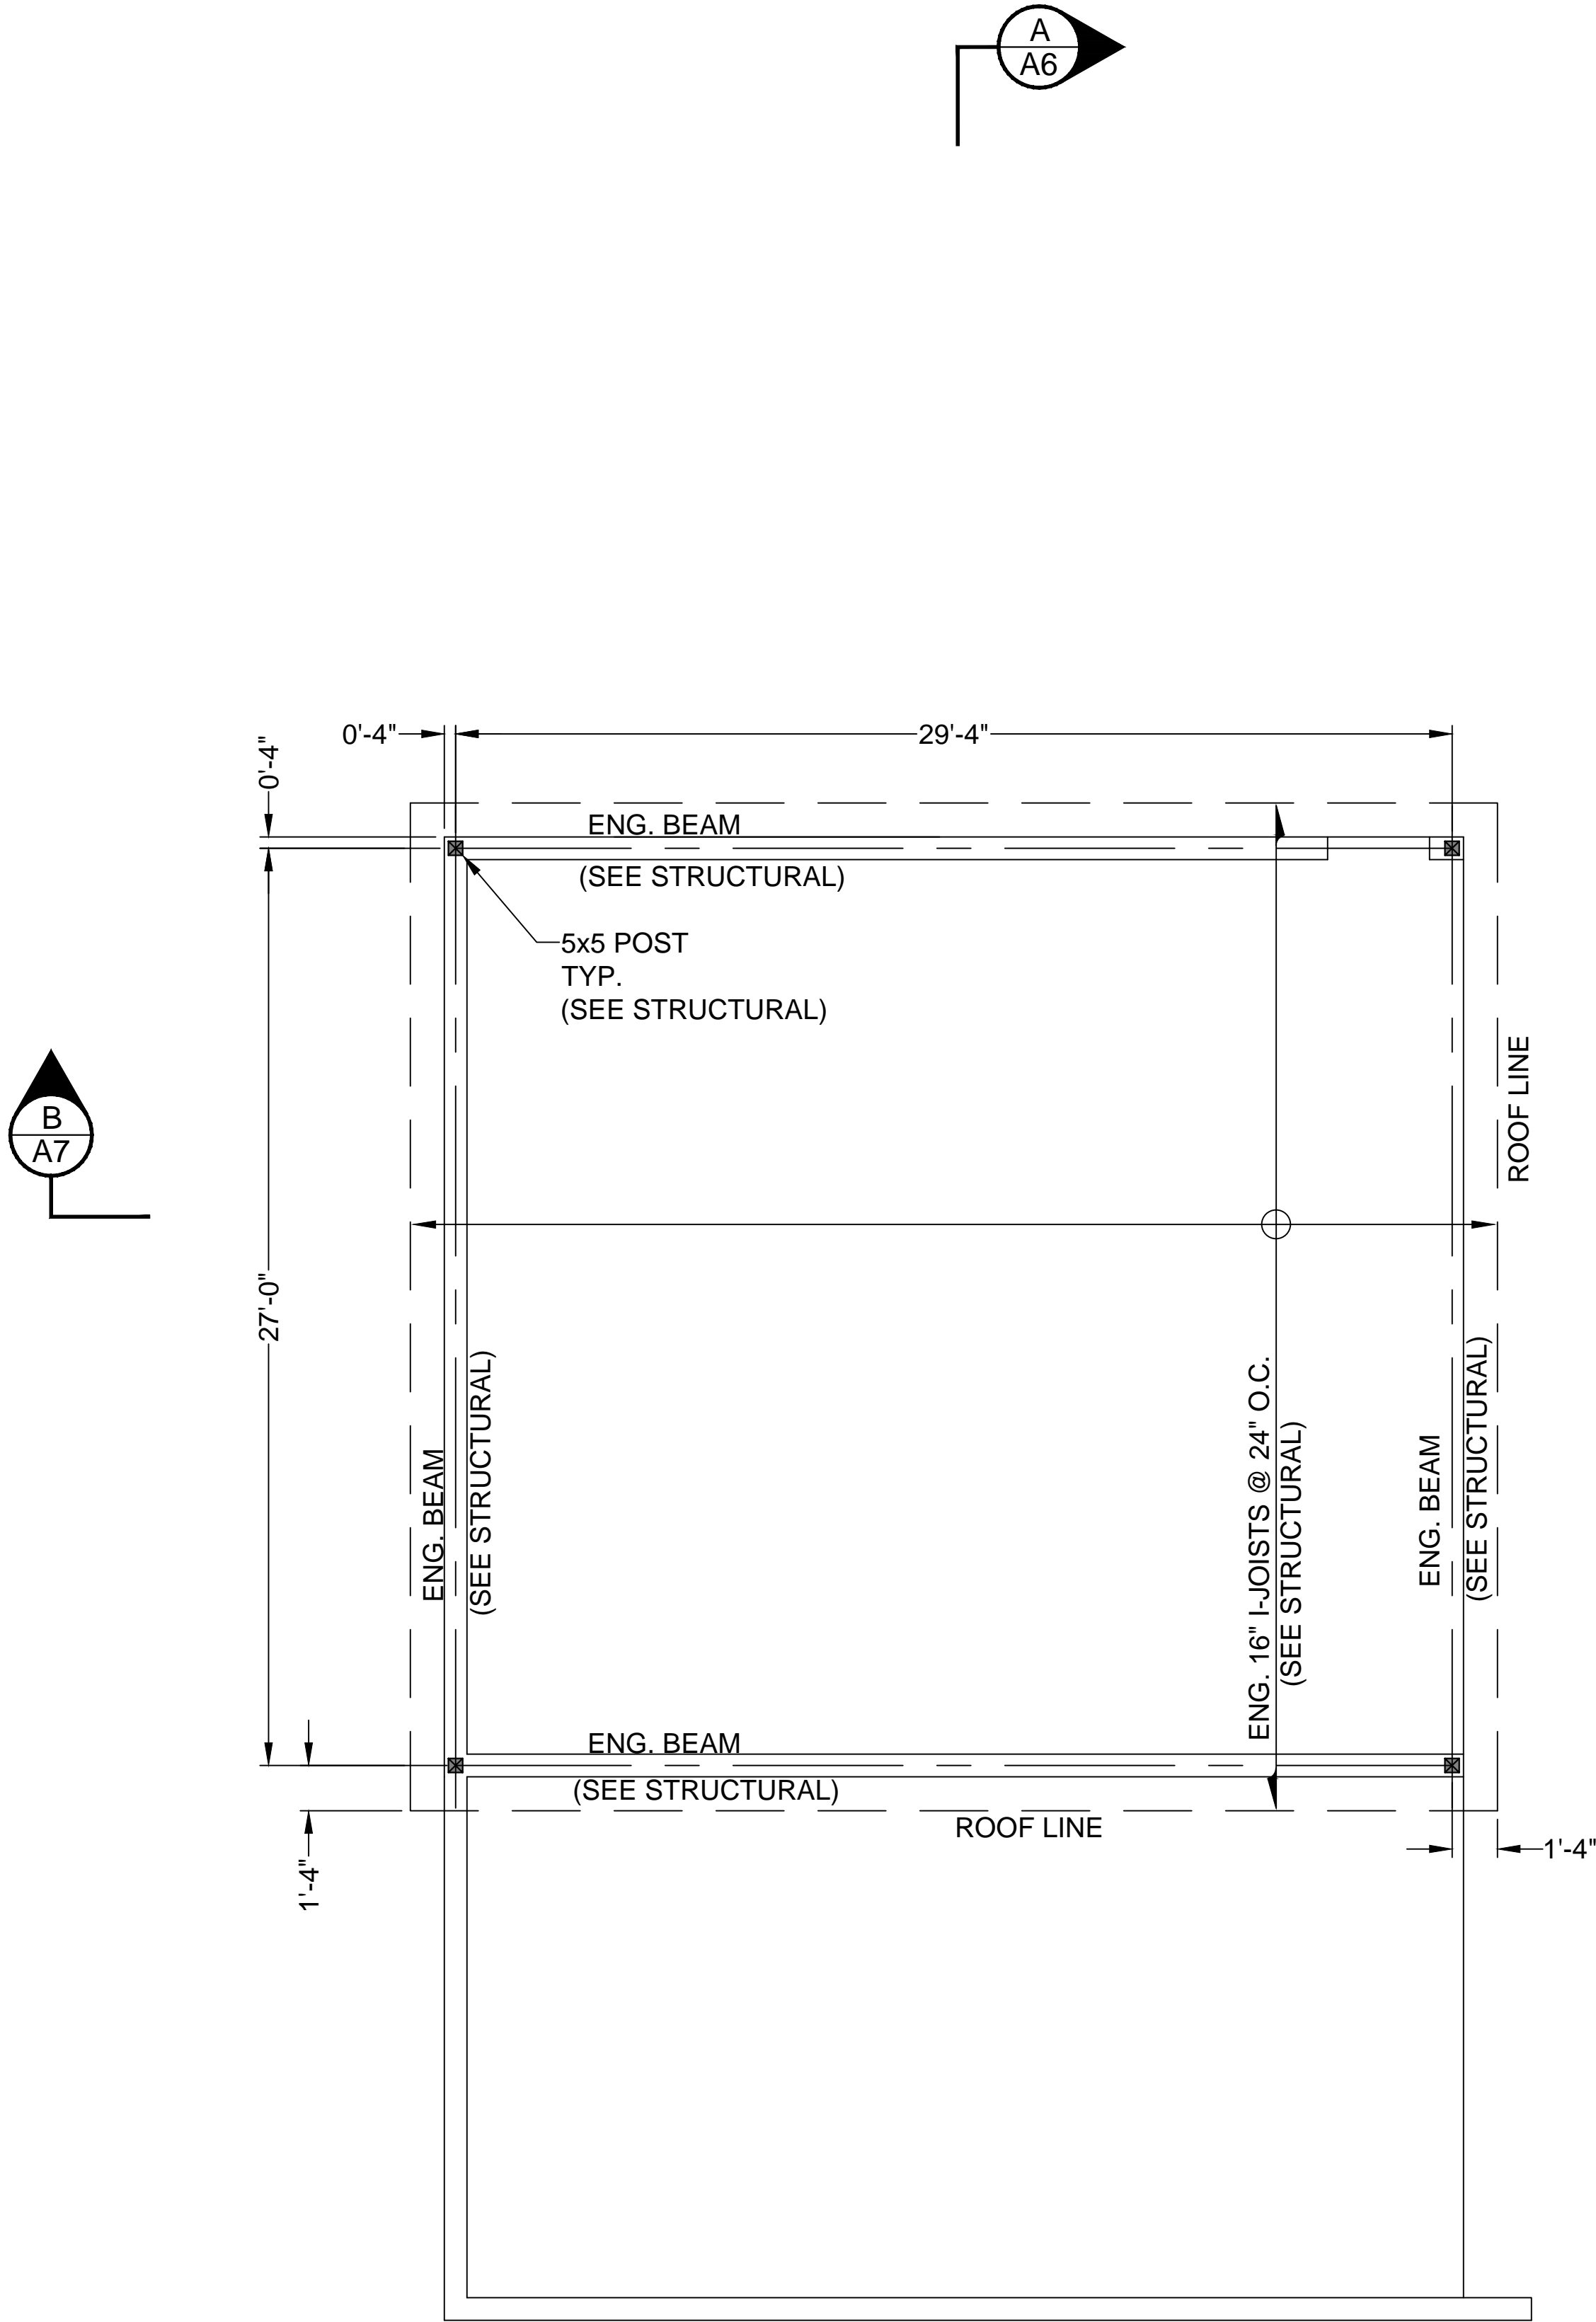 A
A6
0'-4"
29'-4"
0'-4"
ENG. BEAM
(SEE STRUCTURAL)
5x5 POST
TYP.
(SEE STRUCTURAL)
ROOF LINE
B
A7
27'-0"
ENG. BEAM
(SEE STRUCTURAL)
ENG. 16" I-JOISTS @ 24" O.C.
(SEE STRUCTURAL)
ENG. BEAM
(SEE STRUCTURAL)
ENG. BEAM
(SEE STRUCTURAL)
ROOF LINE
1'-4"
1'-4"